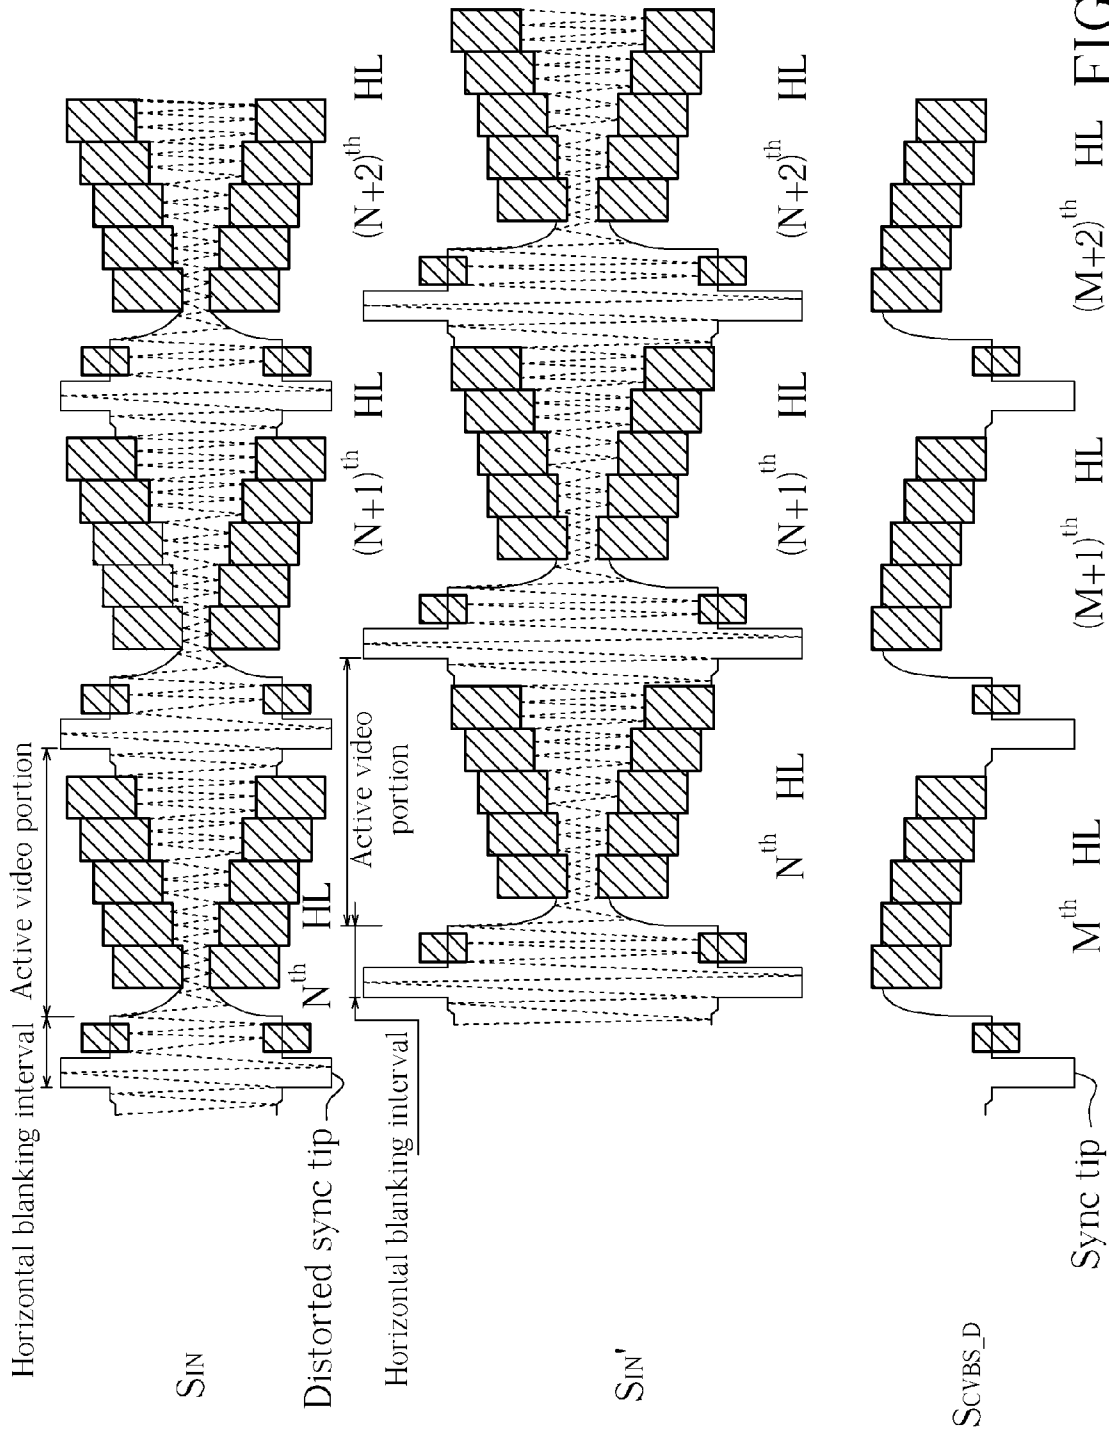 Horizontal blanking interval
Active video portion
SIN
Distorted sync tip
Nth HL
(N+1)th HL
(N+2)th HL
Horizontal blanking interval
Active video
portion
SIN'
Nth HL
(N+1)th HL
(N+2)th HL
SCVBS_D
Sync tip
Mth HL
(M+1)th HL
(M+2)th HL
FIG